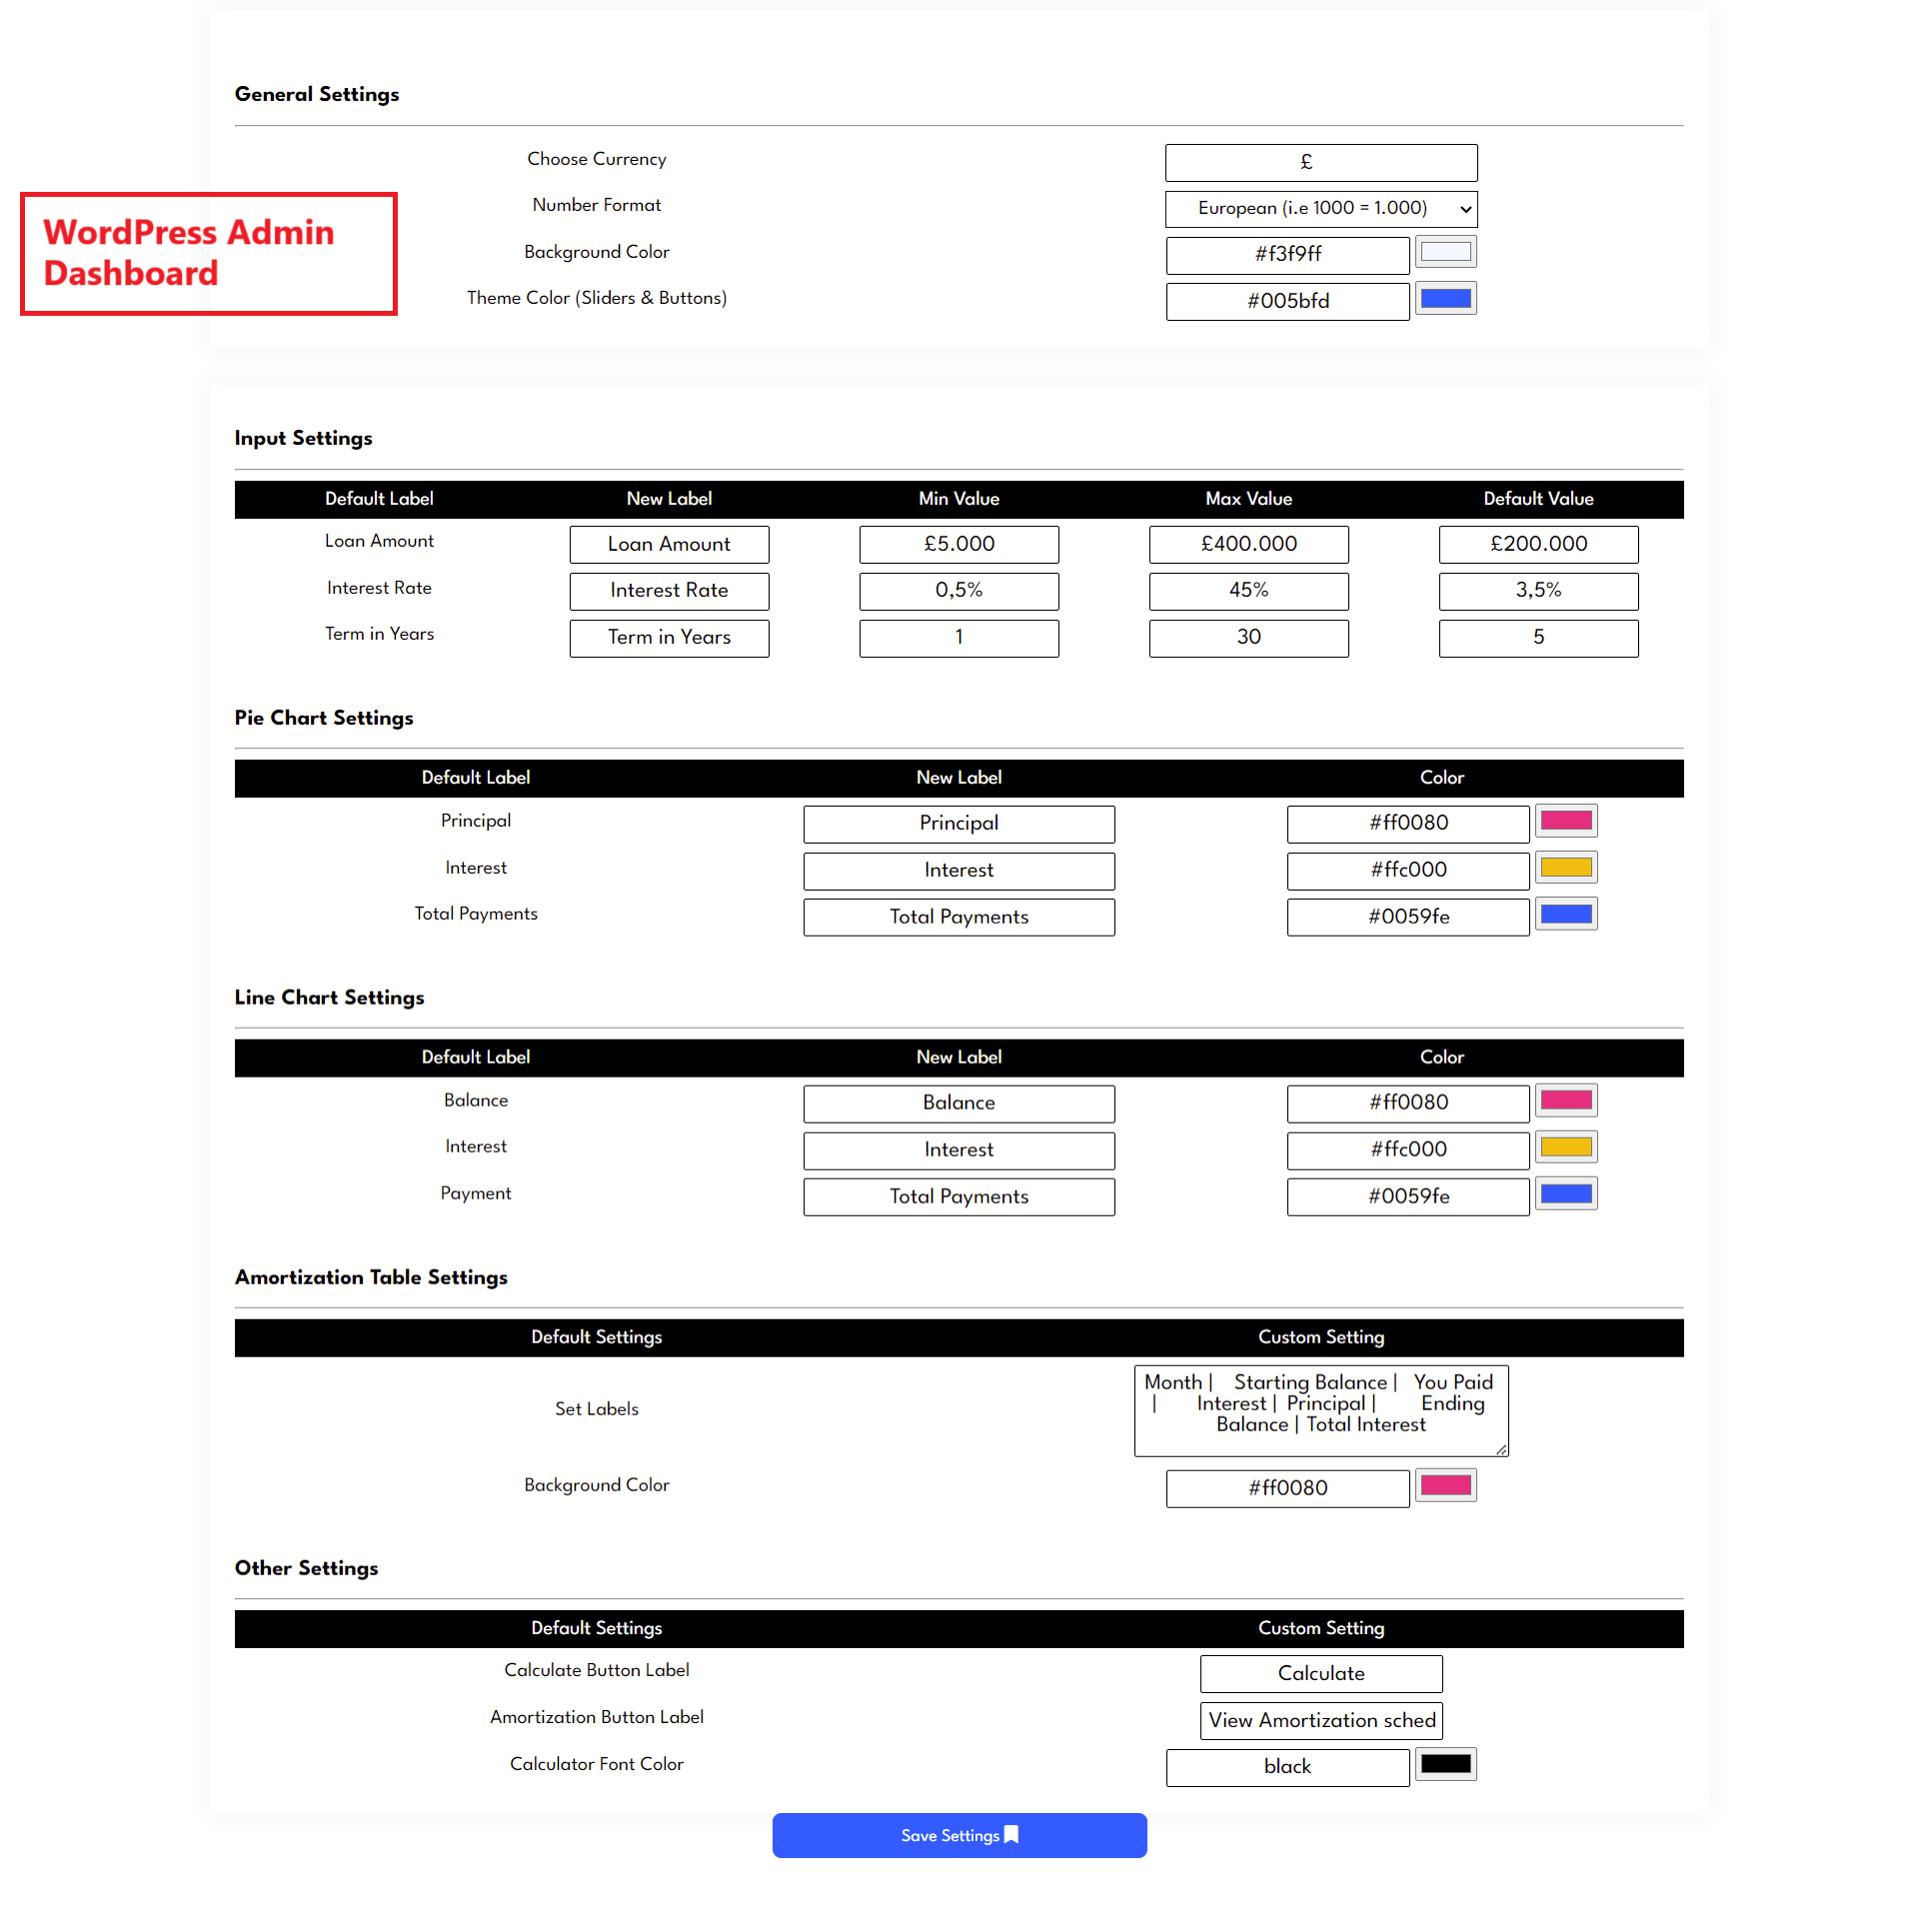 General Settings
Choose Currency £
Number Format European (i.e 1000 = 1.000)
WordPress Admin
Dashboard
Background Color #f3f9ff
Theme Color (Sliders & Buttons) #005bfd
Input Settings
Default Label New Label Min Value Max Value Default Value
Loan Amount Loan Amount £5.000 £400.000 £200.000
Interest Rate Interest Rate 0,5% 45% 3,5%
Term in Years Term in Years 1 30 5
Pie Chart Settings
Default Label New Label Color
Principal Principal #ff0080
Interest Interest #ffc000
Total Payments Total Payments #0059fe
Line Chart Settings
Default Label New Label Color
Balance Balance #ff0080
Interest Interest #ffc000
Payment Total Payments #0059fe
Amortization Table Settings
Default Settings Custom Setting
Set Labels
Month | Starting Balance | You Paid
| Interest | Principal | Ending
Balance | Total Interest
Background Color #ff0080
Other Settings
Default Settings Custom Setting
Calculate Button Label Calculate
Amortization Button Label View Amortization sched
Calculator Font Color black
Save Settings